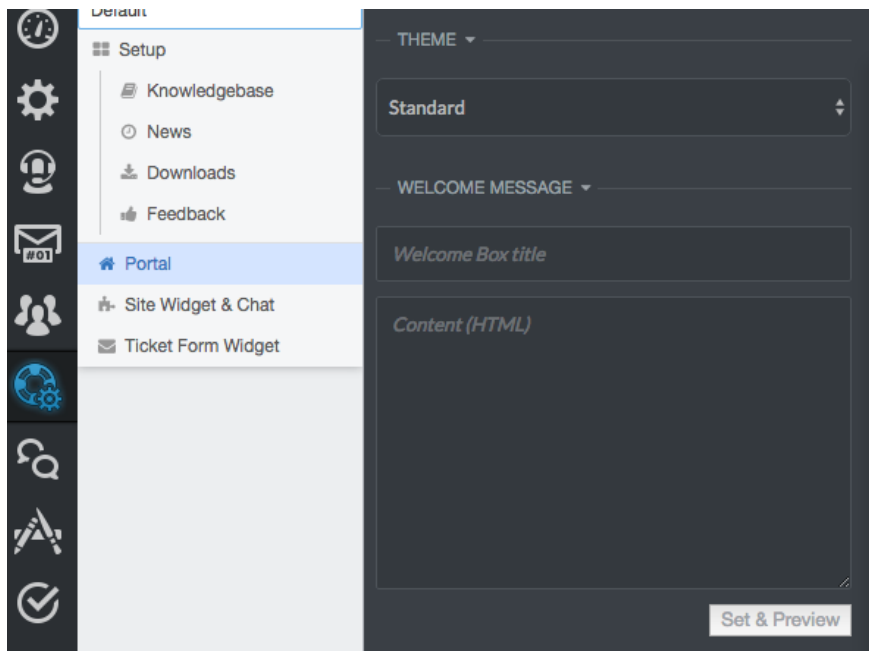 Default
Setup
Knowledgebase
News
Downloads
Feedback
Portal
Site Widget & Chat
Ticket Form Widget
#01
THEME
Standard
WELCOME MESSAGE
Welcome Box title
Content (HTML)
Set & Preview